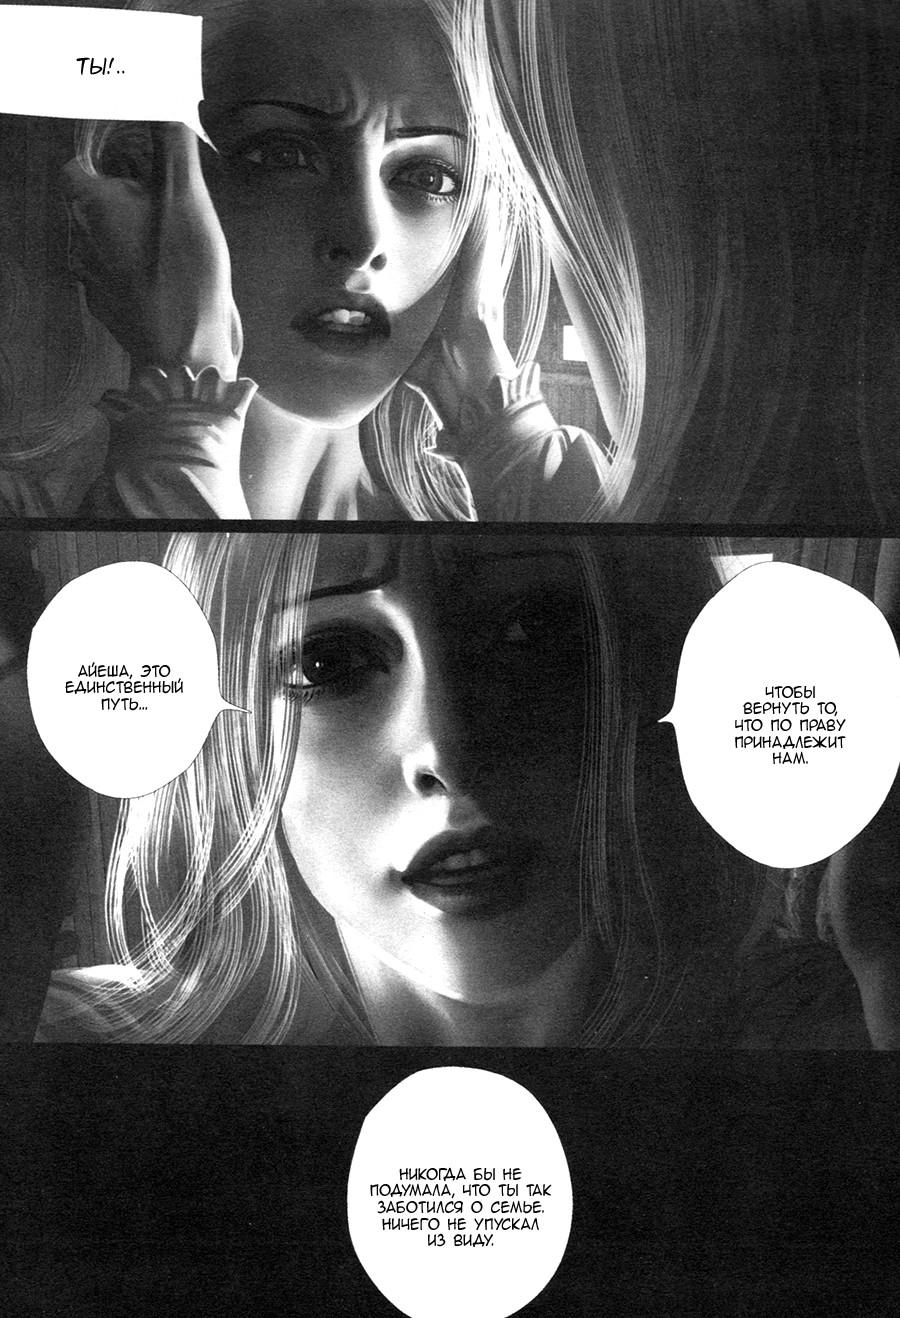 ТЫ!..
АЙЕША, ЭТО
ЕДИНСТВЕННЫЙ
ПУТЬ...
ЧТОБЫ
ВЕРНУТЬ ТО,
ЧТО ПО ПРАВУ
ПРИНАДЛЕЖИТ
НАМ.
НИКОГДА БЫ НЕ
ПОДУМАЛА, ЧТО ТЫ ТАК
ЗАБОТИЛСЯ О СЕМЬЕ.
НИЧЕГО НЕ УПУСКАЛ
ИЗ ВИДУ.